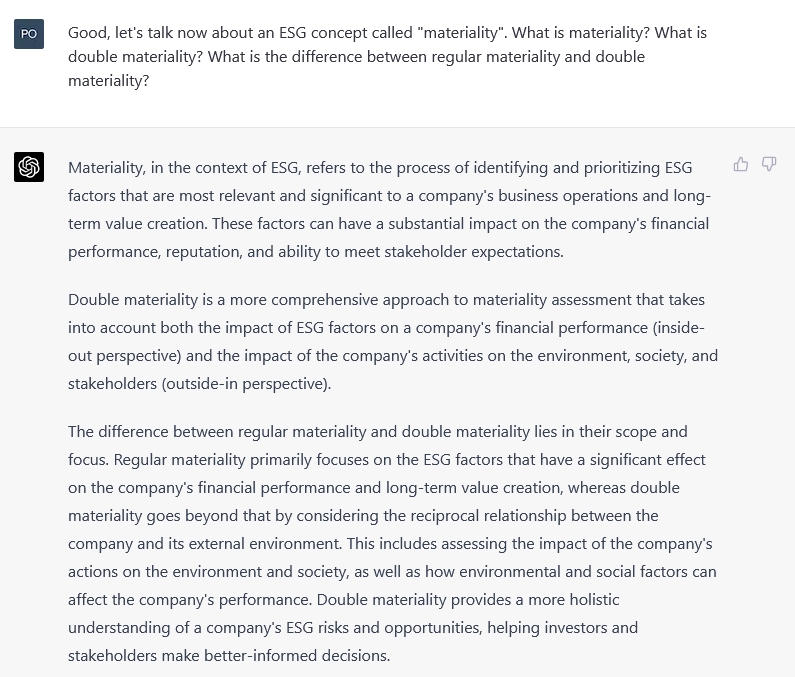 PO
Good, let's talk now about an ESG concept called "materiality". What is materiality? What is
double materiality? What is the difference between regular materiality and double
materiality?
Materiality, in the context of ESG, refers to the process of identifying and prioritizing ESG
factors that are most relevant and significant to a company's business operations and long-
term value creation. These factors can have a substantial impact on the company's financial
performance, reputation, and ability to meet stakeholder expectations.
Double materiality is a more comprehensive approach to materiality assessment that takes
into account both the impact of ESG factors on a company's financial performance (inside-
out perspective) and the impact of the company's activities on the environment, society, and
stakeholders (outside-in perspective).
The difference between regular materiality and double materiality lies in their scope and
focus. Regular materiality primarily focuses on the ESG factors that have a significant effect
on the company's financial performance and long-term value creation, whereas double
materiality goes beyond that by considering the reciprocal relationship between the
company and its external environment. This includes assessing the impact of the company's
actions on the environment and society, as well as how environmental and social factors can
affect the company's performance. Double materiality provides a more holistic
understanding of a company's ESG risks and opportunities, helping investors and
stakeholders make better-informed decisions.